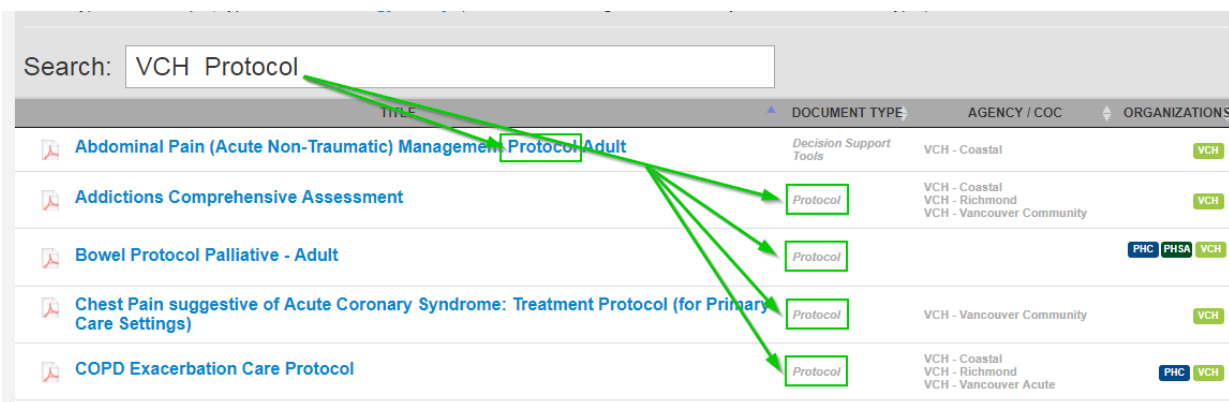 Search: VCH Protocol
TITLE DOCUMENT TYPE AGENCY / COC ORGANIZATIONS
Abdominal Pain (Acute Non-Traumatic) Management Protocol Adult Decision Support Tools VCH - Coastal VCH
Addictions Comprehensive Assessment Protocol VCH - Coastal
VCH - Richmond
VCH - Vancouver Community VCH
Bowel Protocol Palliative - Adult Protocol PHC PHSA VCH
Chest Pain suggestive of Acute Coronary Syndrome: Treatment Protocol (for Primary
Care Settings) Protocol VCH - Vancouver Community VCH
COPD Exacerbation Care Protocol Protocol VCH - Coastal
VCH - Richmond
VCH - Vancouver Acute PHC VCH